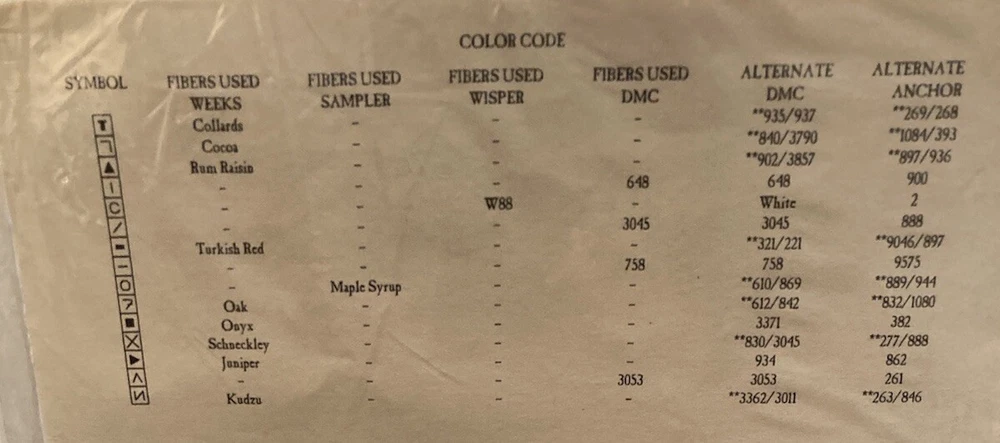 COLOR CODE
SYMBOL FIBERS USED WEEKS FIBERS USED SAMPLER FIBERS USED WISPER FIBERS USED DMC ALTERNATE DMC ALTERNATE ANCHOR
T Collards - - - **935/937 **269/268
Cocoa - - - **840/3790 **1084/393
▲ Rum Raisin - - - **902/3857 **897/936
| - - - 648 648 900
C - - W88 - White 2
/ - - - 3045 3045 888
▬ Turkish Red - - - **321/221 **9046/897
− - - - 758 758 9575
O - Maple Syrup - - **610/869 **889/944
Oak - - - **612/842 **832/1080
■ Onyx - - - 3371 382
X Schneckley - - - **830/3045 **277/888
▶ Juniper - - - 934 862
< - - - 3053 3053 261
И Kudzu - - - **3362/3011 **263/846